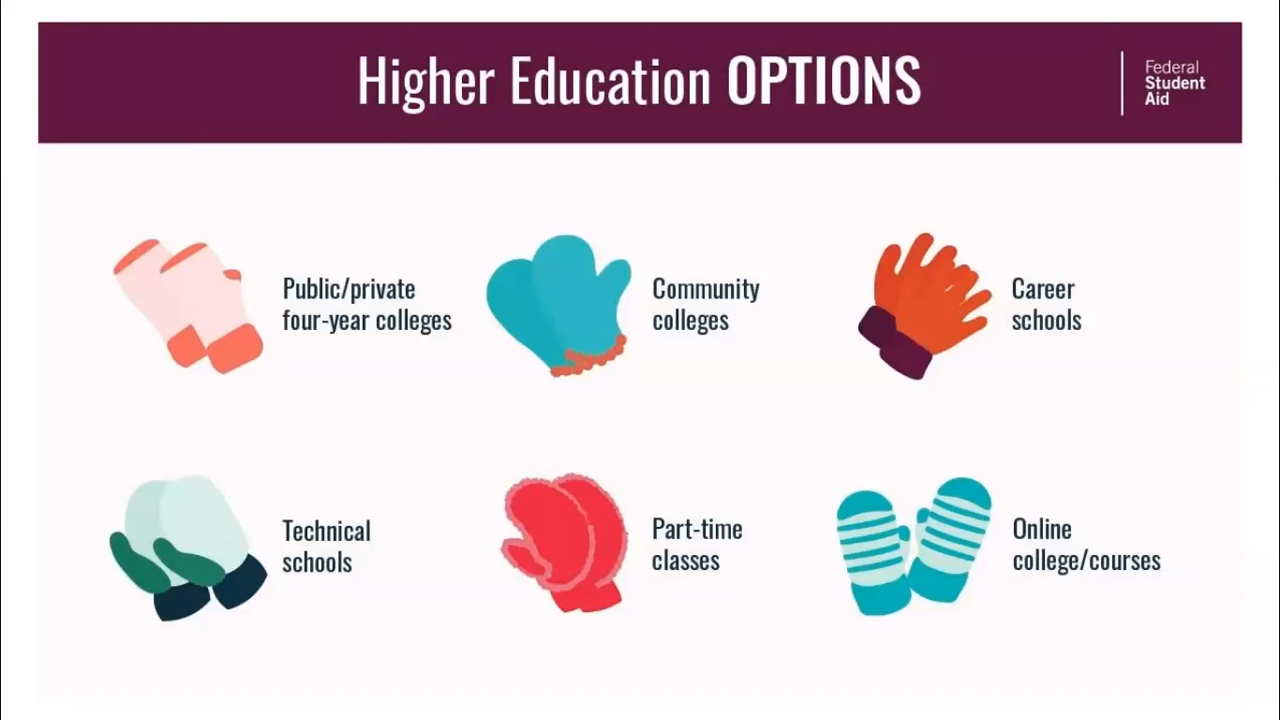 Higher Education OPTIONS
Federal
Student
Aid
Public/private
four-year colleges
Community
colleges
Career
schools
Technical
schools
Part-time
classes
Online
college/courses